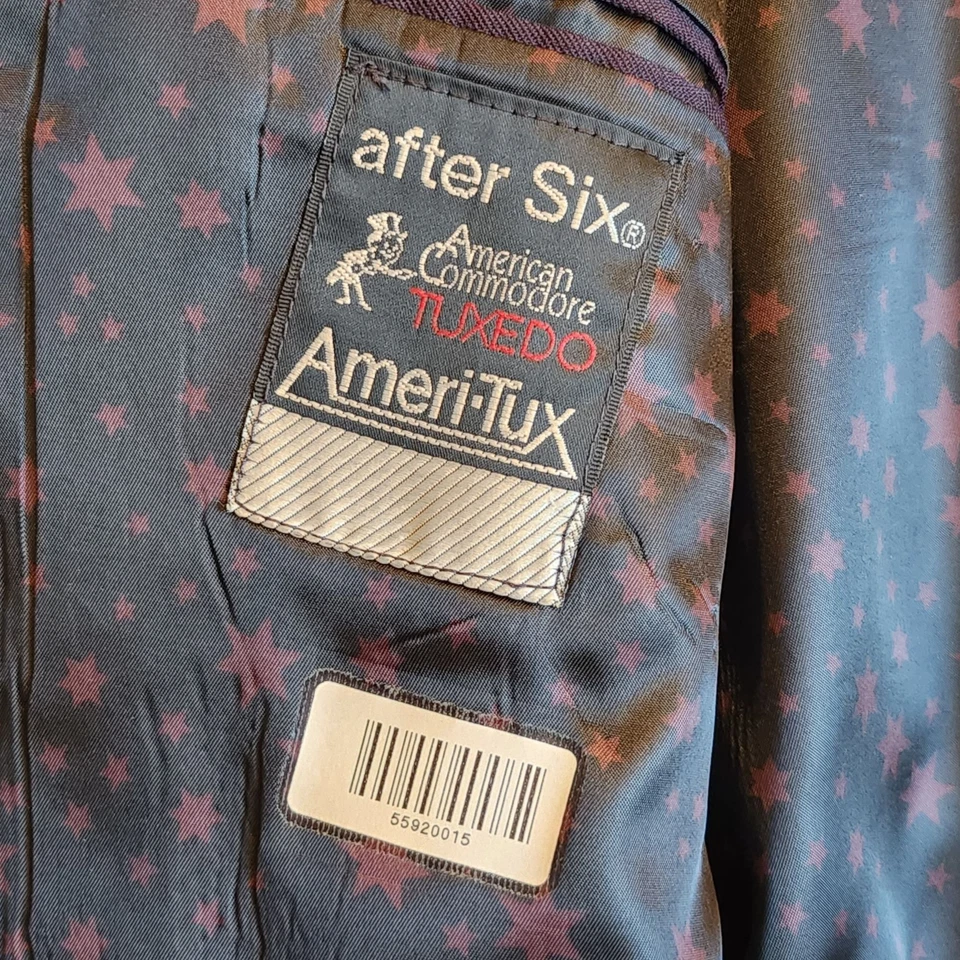 after Six®
American
Commodore
TUXEDO
Ameri-Tux
55920015